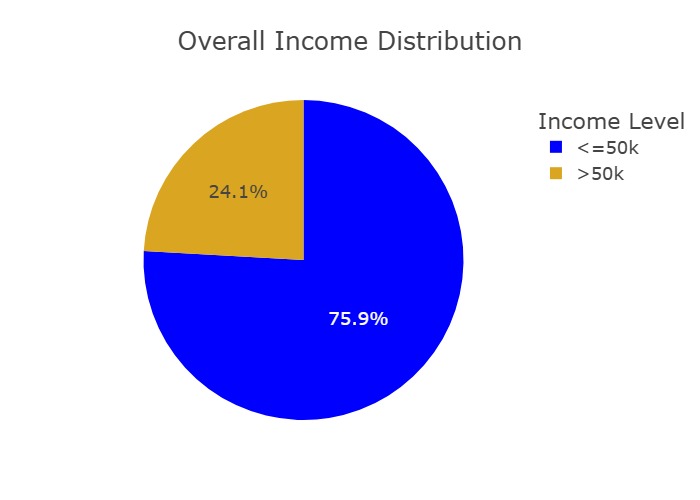 Overall Income Distribution
Income Level
<=50k
>50k
24.1%
75.9%